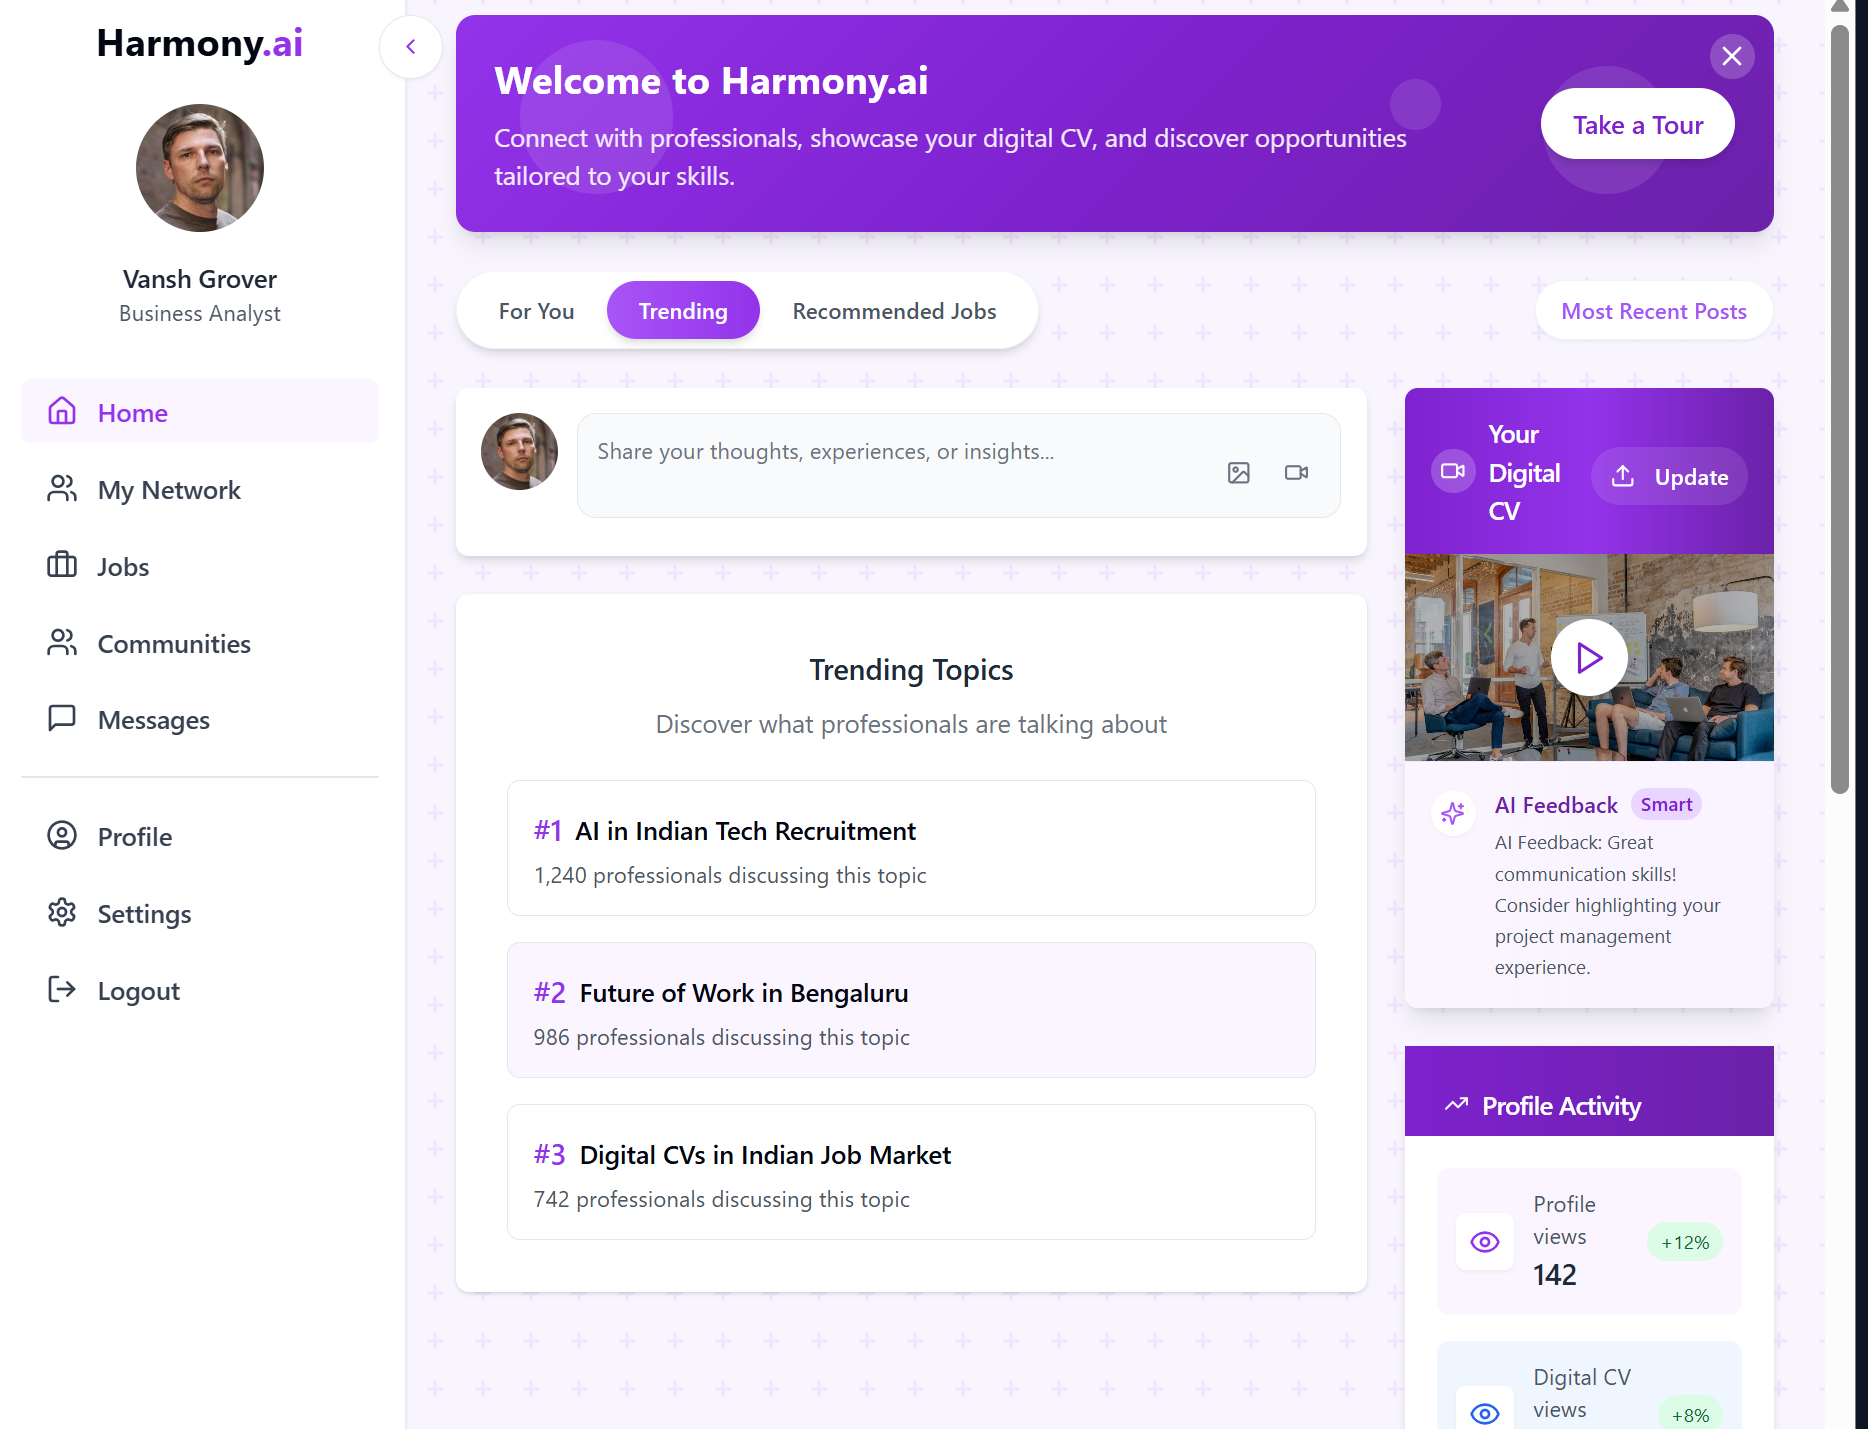 Harmony.ai
Vansh Grover
Business Analyst
Home
My Network
Jobs
Communities
Messages
Profile
Settings
Logout
Welcome to Harmony.ai
Connect with professionals, showcase your digital CV, and discover opportunities
tailored to your skills.
Take a Tour
For You
Trending
Recommended Jobs
Most Recent Posts
Share your thoughts, experiences, or insights...
Trending Topics
Discover what professionals are talking about
#1 AI in Indian Tech Recruitment
1,240 professionals discussing this topic
#2 Future of Work in Bengaluru
986 professionals discussing this topic
#3 Digital CVs in Indian Job Market
742 professionals discussing this topic
Your
Digital
CV
Update
AI Feedback Smart
AI Feedback: Great
communication skills!
Consider highlighting your
project management
experience.
Profile Activity
Profile
views
142
+12%
Digital CV
views
+8%